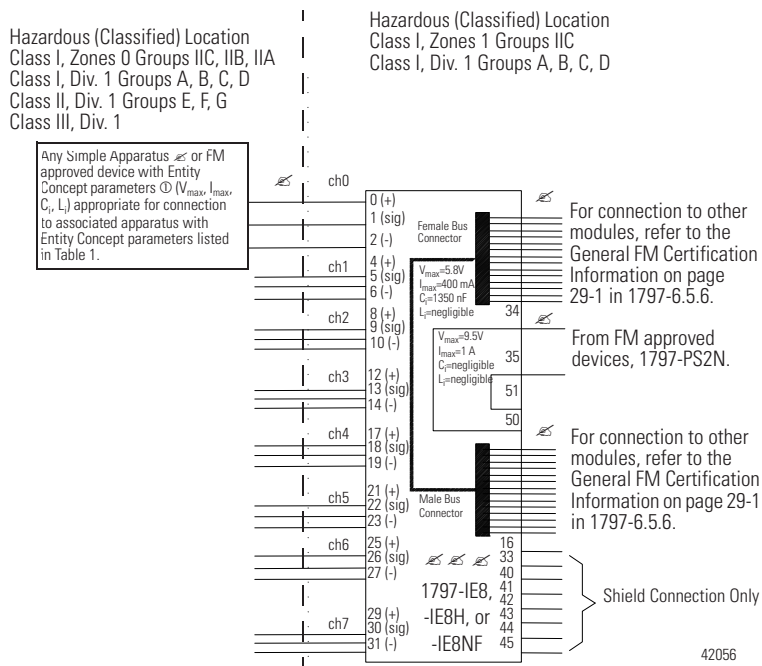 Hazardous (Classified) Location
Class I, Zones 0 Groups IIC, IIB, IIA
Class I, Div. 1 Groups A, B, C, D
Class II, Div. 1 Groups E, F, G
Class III, Div. 1
Hazardous (Classified) Location
Class I, Zones 1 Groups IIC
Class I, Div. 1 Groups A, B, C, D
Any Simple Apparatus ✍ or FM
approved device with Entity
Concept parameters ① (Vmax, Imax,
Ci, Li) appropriate for connection
to associated apparatus with
Entity Concept parameters listed
in Table 1.
ch0
0 (+)
1 (sig)
2 (-)
ch1
4 (+)
5 (sig)
6 (-)
ch2
8 (+)
9 (sig)
10 (-)
ch3
12 (+)
13 (sig)
14 (-)
ch4
17 (+)
18 (sig)
19 (-)
ch5
21 (+)
22 (sig)
23 (-)
ch6
25 (+)
26 (sig)
27 (-)
ch7
29 (+)
30 (sig)
31 (-)
Female Bus
Connector
Vmax=5.8V
Imax=400 mA
Ci=1350 nF
Li=negligible
34
Vmax=9.5V
Imax=1 A
Ci=negligible
Li=negligible
35
51
50
Male Bus
Connector
16
33
40
41
42
43
44
45
1797-IE8,
-IE8H, or
-IE8NF
For connection to other
modules, refer to the
General FM Certification
Information on page
29-1 in 1797-6.5.6.
From FM approved
devices, 1797-PS2N.
For connection to other
modules, refer to the
General FM Certification
Information on page 29-1
in 1797-6.5.6.
Shield Connection Only
42056